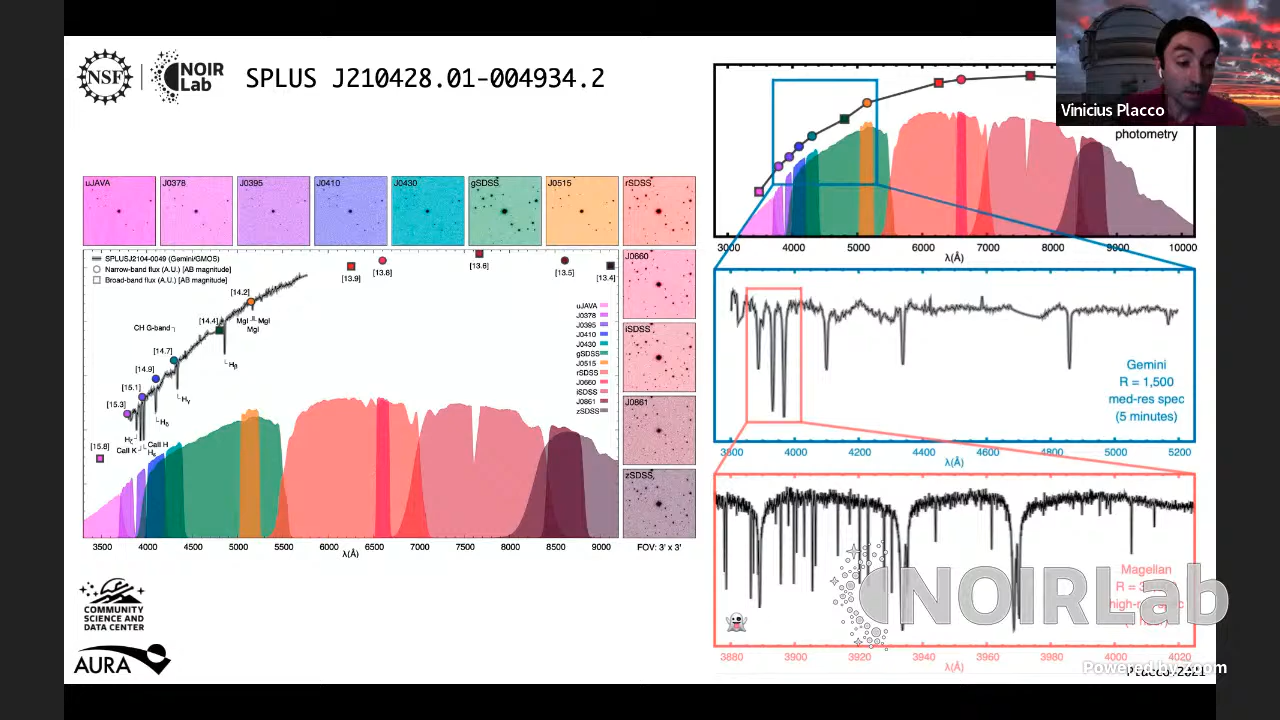 NSF
NOIR
Lab
SPLUS J210428.01-004934.2
Vinicius Placco
photometry
uJAVA
J0378
J0395
J0410
J0430
gSDSS
J0515
rSDSS
J0660
iSDSS
J0861
zSDSS
FOV: 3' x 3'
SPLUSJ2104-0049 (Gemini/GMOS)
Narrow-band flux (A.U.) [AB magnitude]
Broad-band flux (A.U.) [AB magnitude]
[13.9]
[13.8]
[13.6]
[13.5]
[13.4]
[14.2]
[14.4]
MgI
MgI
MgI
CH G-band
[14.7]
[14.9]
[15.1]
[15.3]
[15.8]
Hβ
Hγ
Hδ
Hζ
CaII H
CaII K
Hε
uJAVA
J0378
J0395
J0410
J0430
gSDSS
J0515
rSDSS
J0660
iSDSS
J0861
zSDSS
3500 4000 4500 5000 5500 6000 6500 7000 7500 8000 8500 9000
λ(Å)
3000 4000 5000 6000 7000 8000 9000 10000
λ(Å)
Gemini
R = 1,500
med-res spec
(5 minutes)
3800 4000 4200 4400 4600 4800 5000 5200
λ(Å)
Magellan
3880 3900 3920 3940 3960 3980 4000 4020
λ(Å)
COMMUNITY
SCIENCE AND
DATA CENTER
AURA
NOIRLab
Powered by zoom